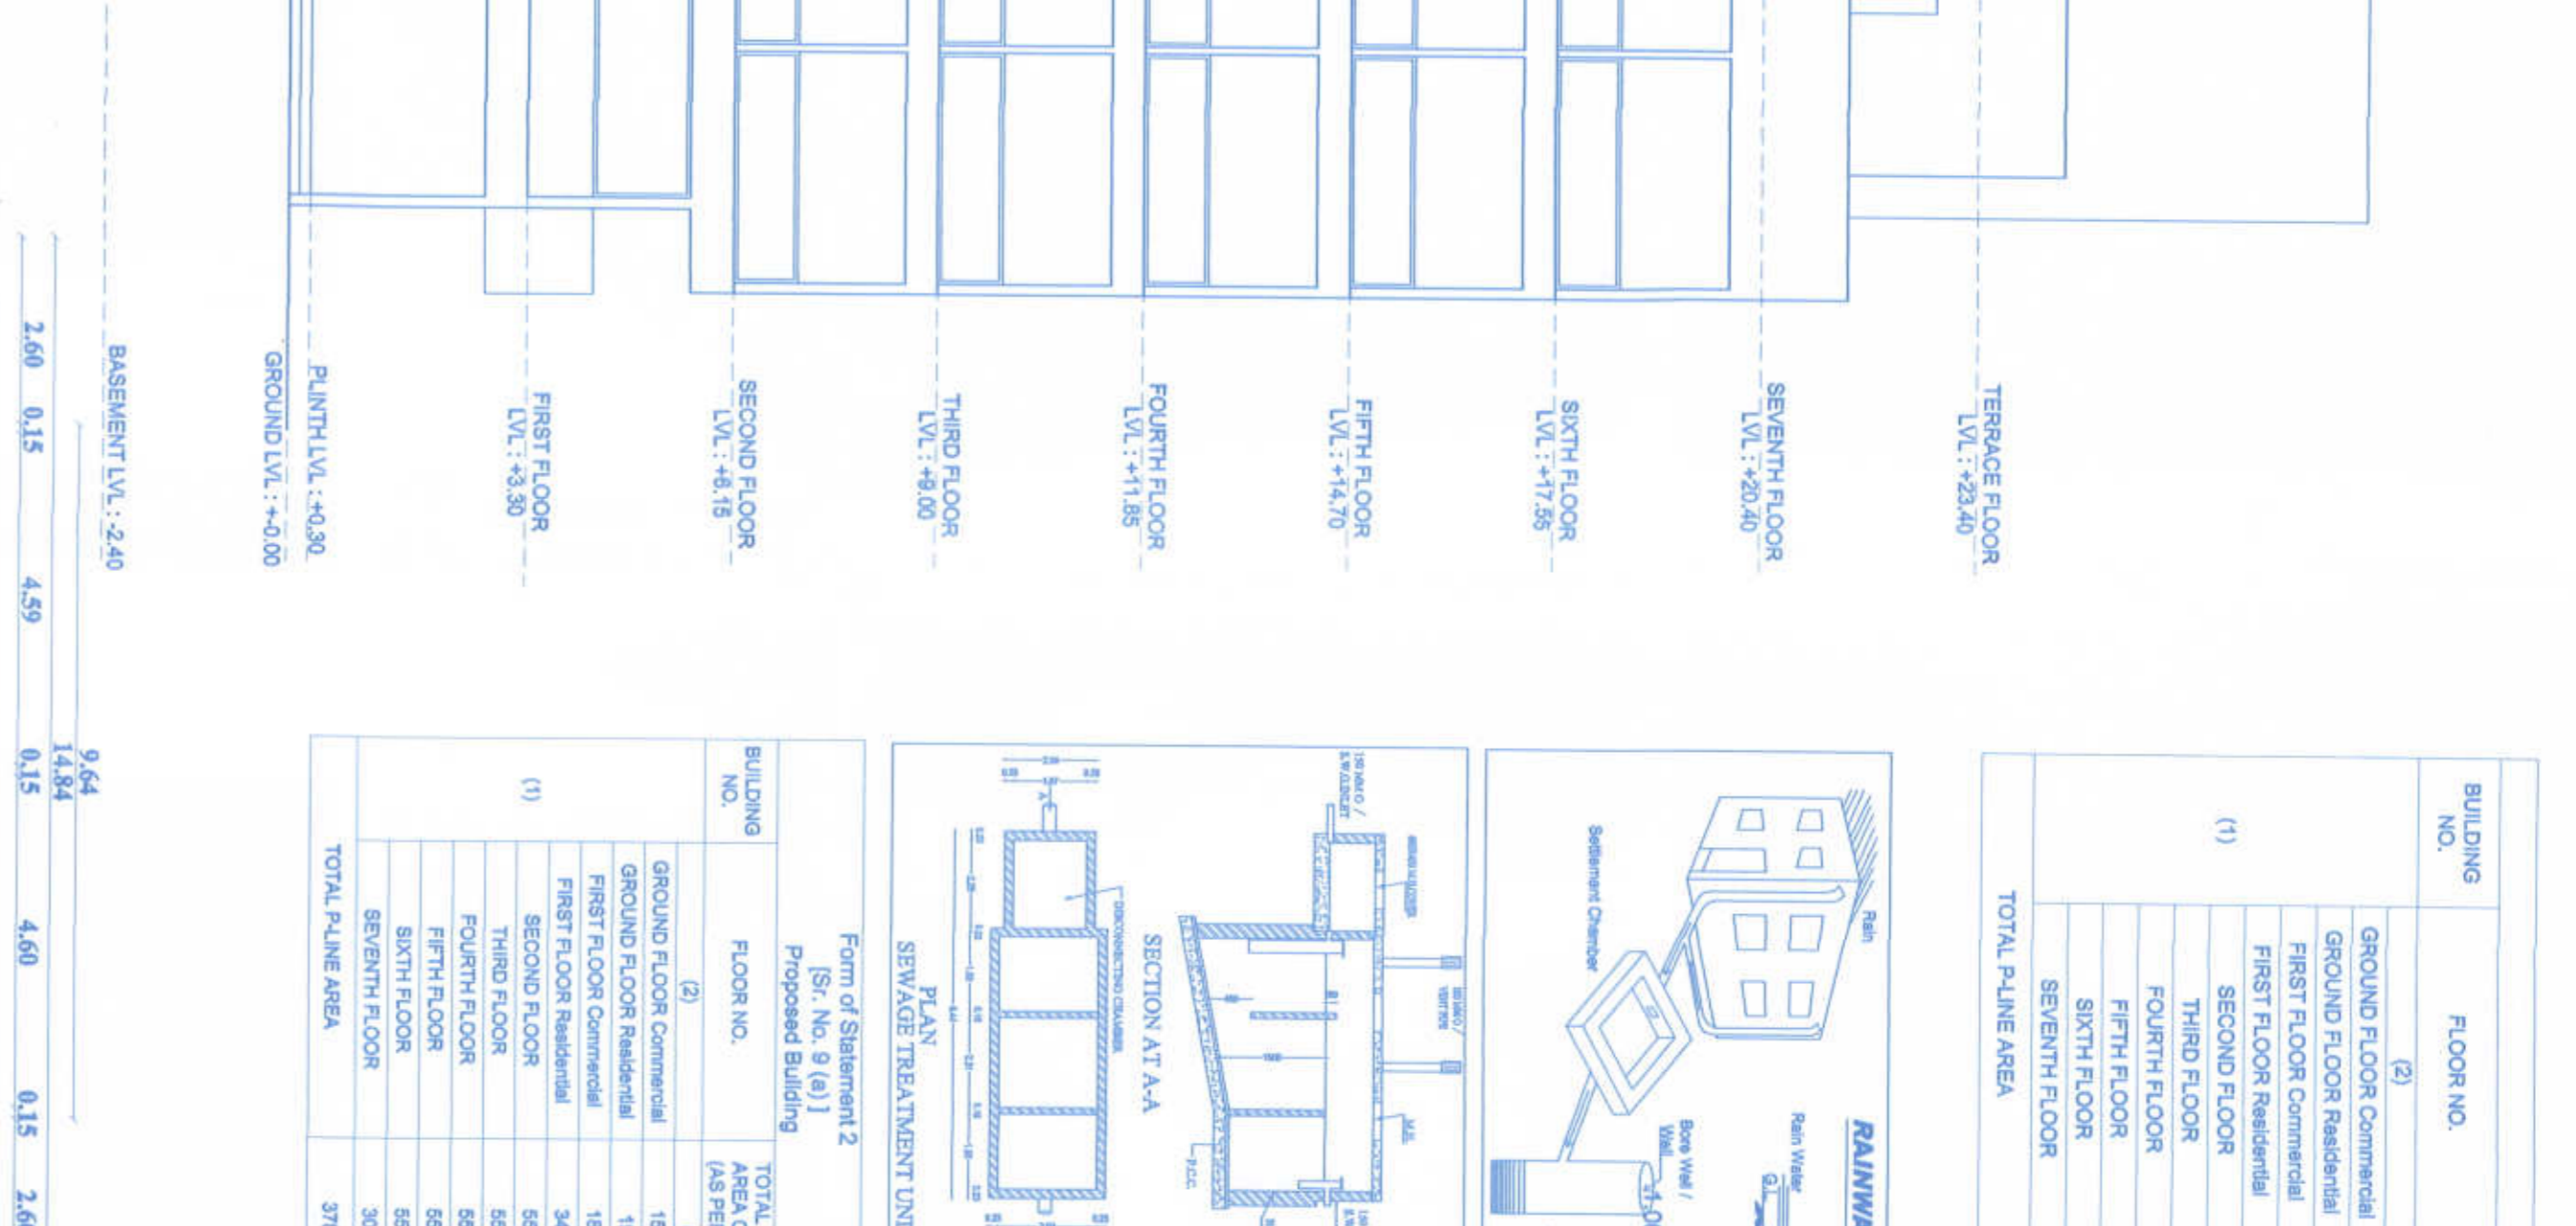 TERRACE FLOOR
LVL : +23.40
SEVENTH FLOOR
LVL : +20.40
SIXTH FLOOR
LVL : +17.55
FIFTH FLOOR
LVL : +14.70
FOURTH FLOOR
LVL : +11.85
THIRD FLOOR
LVL : +9.00
SECOND FLOOR
LVL : +6.15
FIRST FLOOR
LVL : +3.30
PLINTH LVL : +0.30
GROUND LVL : +-0.00
BASEMENT LVL : -2.40
9.64
14.84
2.60 0.15 4.59 0.15 4.60 0.15
BUILDING NO.
FLOOR NO.
(1)
(2)
GROUND FLOOR Commercial
GROUND FLOOR Residential
FIRST FLOOR Commercial
FIRST FLOOR Residential
SECOND FLOOR
THIRD FLOOR
FOURTH FLOOR
FIFTH FLOOR
SIXTH FLOOR
SEVENTH FLOOR
TOTAL P-LINE AREA
Rain
Settlement Chamber
Rain Water
G.L
Bore Well /
Well
SECTION AT A-A
M.H.
P.C.C.
DISCONNECTING CHAMBER
PLAN
SEWAGE TREATMENT
Form of Statement 2
[Sr. No. 9 (a) ]
Proposed Building
BUILDING NO.
FLOOR NO.
TOTAL
AREA
(AS
(1)
(2)
GROUND FLOOR Commercial
GROUND FLOOR Residential
FIRST FLOOR Commercial
FIRST FLOOR Residential
SECOND FLOOR
THIRD FLOOR
FOURTH FLOOR
FIFTH FLOOR
SIXTH FLOOR
SEVENTH FLOOR
TOTAL P-LINE AREA